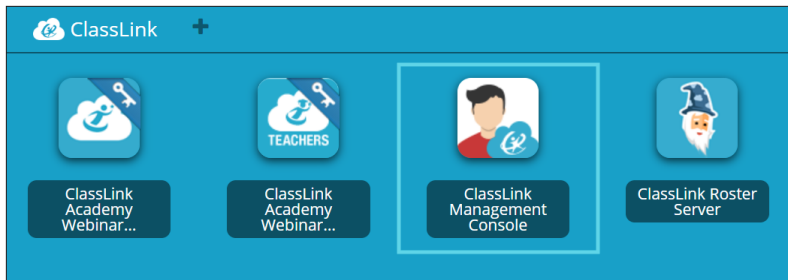 ClassLink +
TEACHERS
ClassLink
Academy
Webinar...
ClassLink
Academy
Webinar...
ClassLink
Management
Console
ClassLink Roster
Server